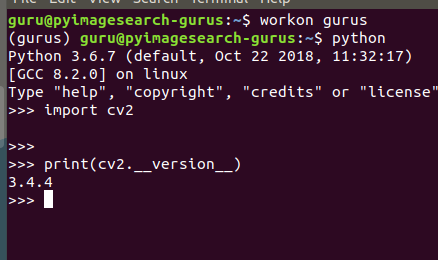 File Edit View Search Terminal Help
guru@pyimagesearch-gurus:~$ workon gurus
(gurus) guru@pyimagesearch-gurus:~$ python
Python 3.6.7 (default, Oct 22 2018, 11:32:17)
[GCC 8.2.0] on linux
Type "help", "copyright", "credits" or "license"
>>> import cv2
>>>
>>> print(cv2.__version__)
3.4.4
>>>